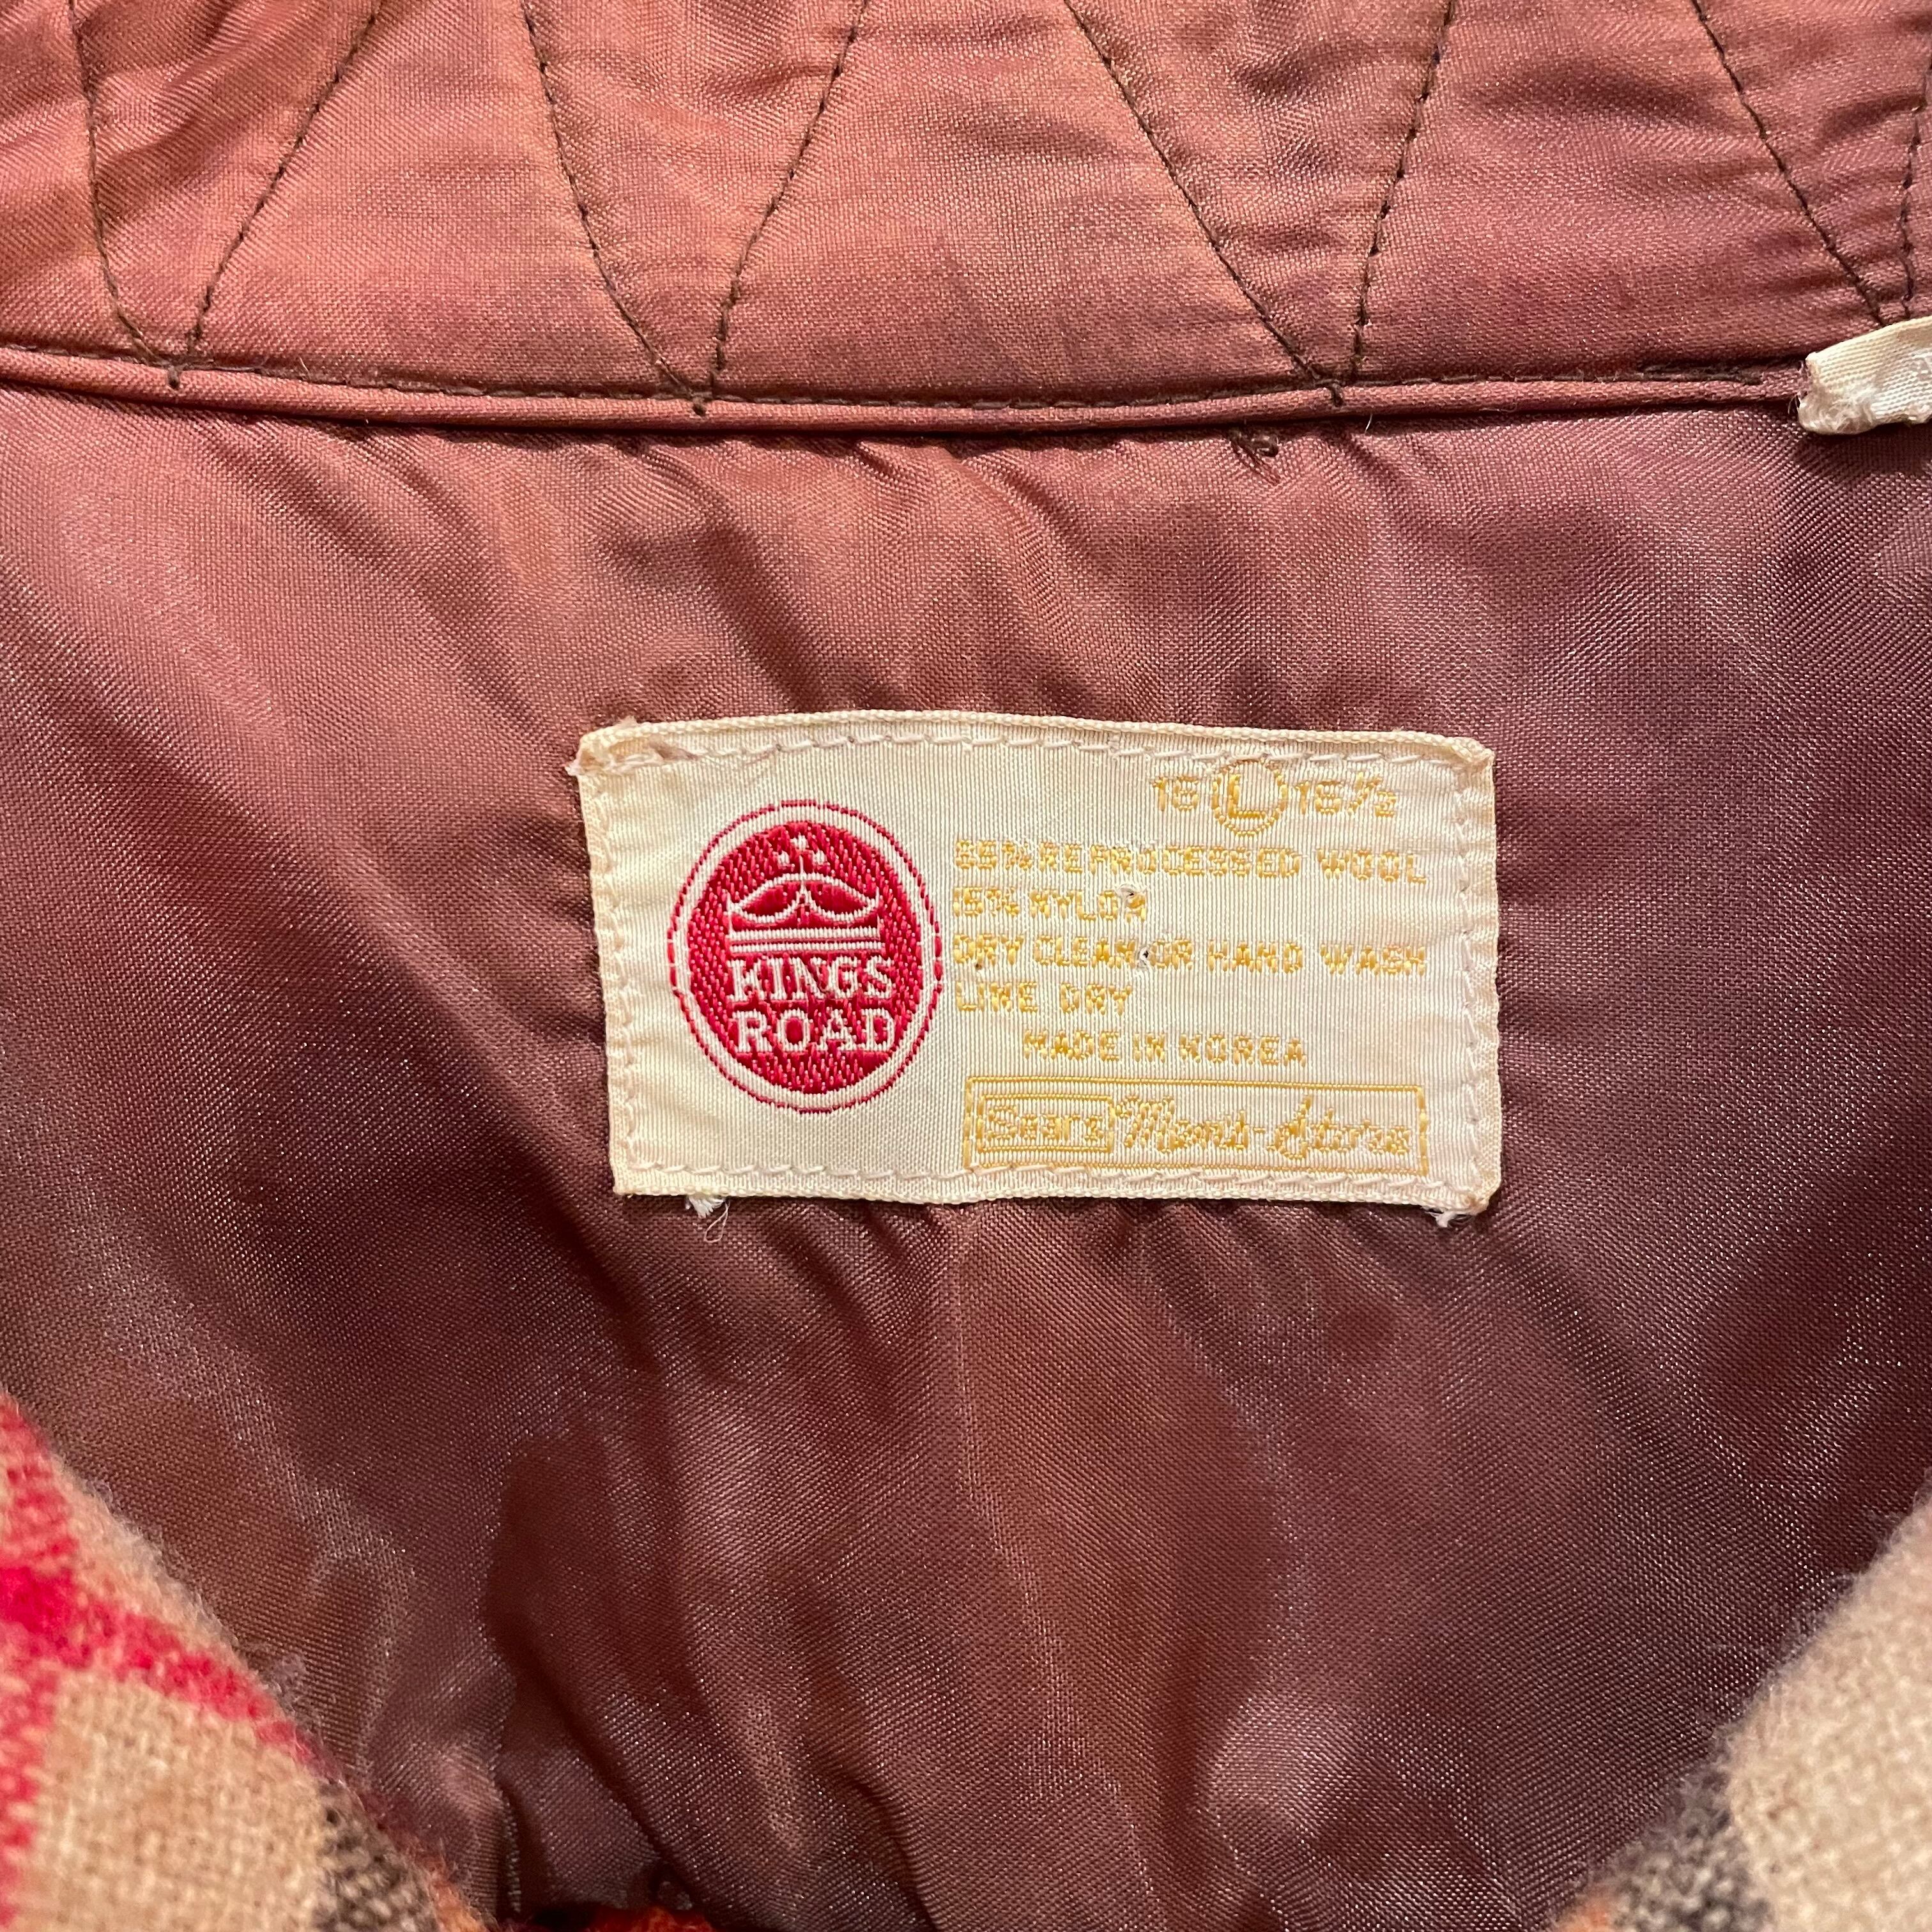 KINGS
ROAD
16 L 16½
85% REPROCESSED WOOL
15% NYLON
DRY CLEAN OR HAND WASH
LINE DRY
MADE IN KOREA
Sears Men's Store